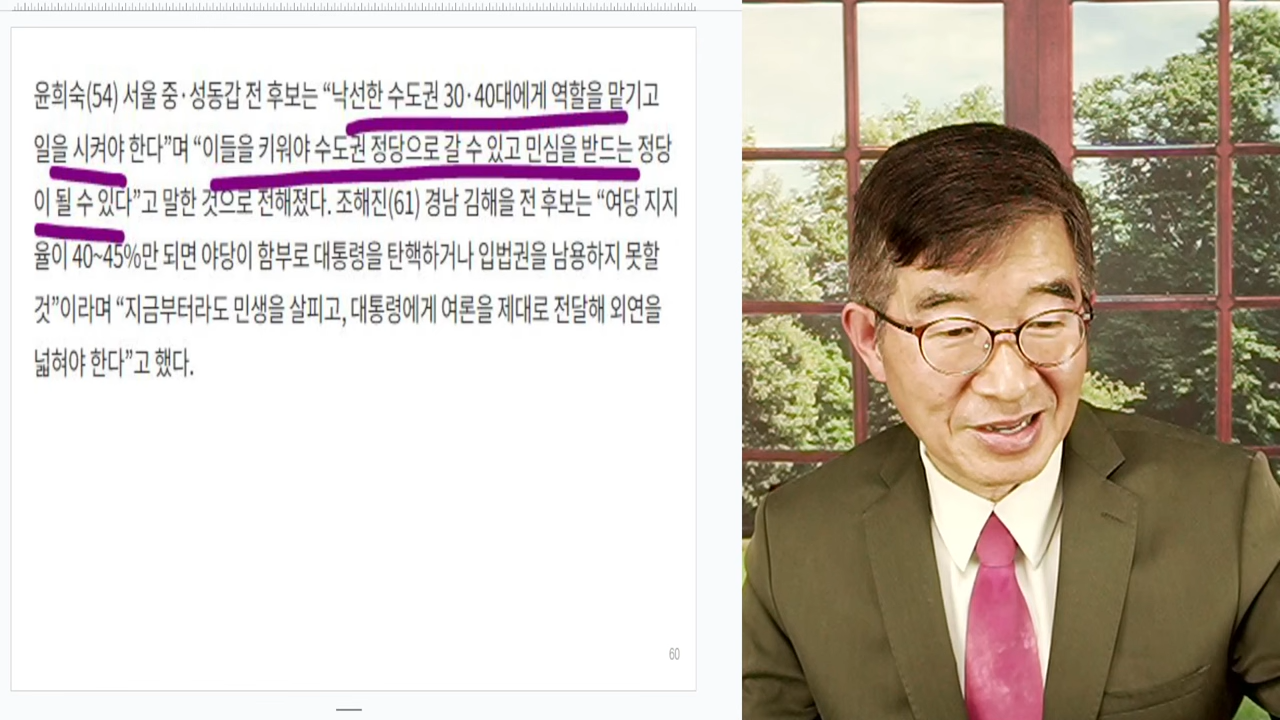 윤희숙(54) 서울 중·성동갑 전 후보는 “낙선한 수도권 30·40대에게 역할을 맡기고
일을 시켜야 한다”며 “이들을 키워야 수도권 정당으로 갈 수 있고 민심을 받드는 정당
이 될 수 있다”고 말한 것으로 전해졌다. 조해진(61) 경남 김해을 전 후보는 “여당 지지
율이 40~45%만 되면 야당이 함부로 대통령을 탄핵하거나 입법권을 남용하지 못할
것”이라며 “지금부터라도 민생을 살피고, 대통령에게 여론을 제대로 전달해 외연을
넓혀야 한다”고 했다.
60